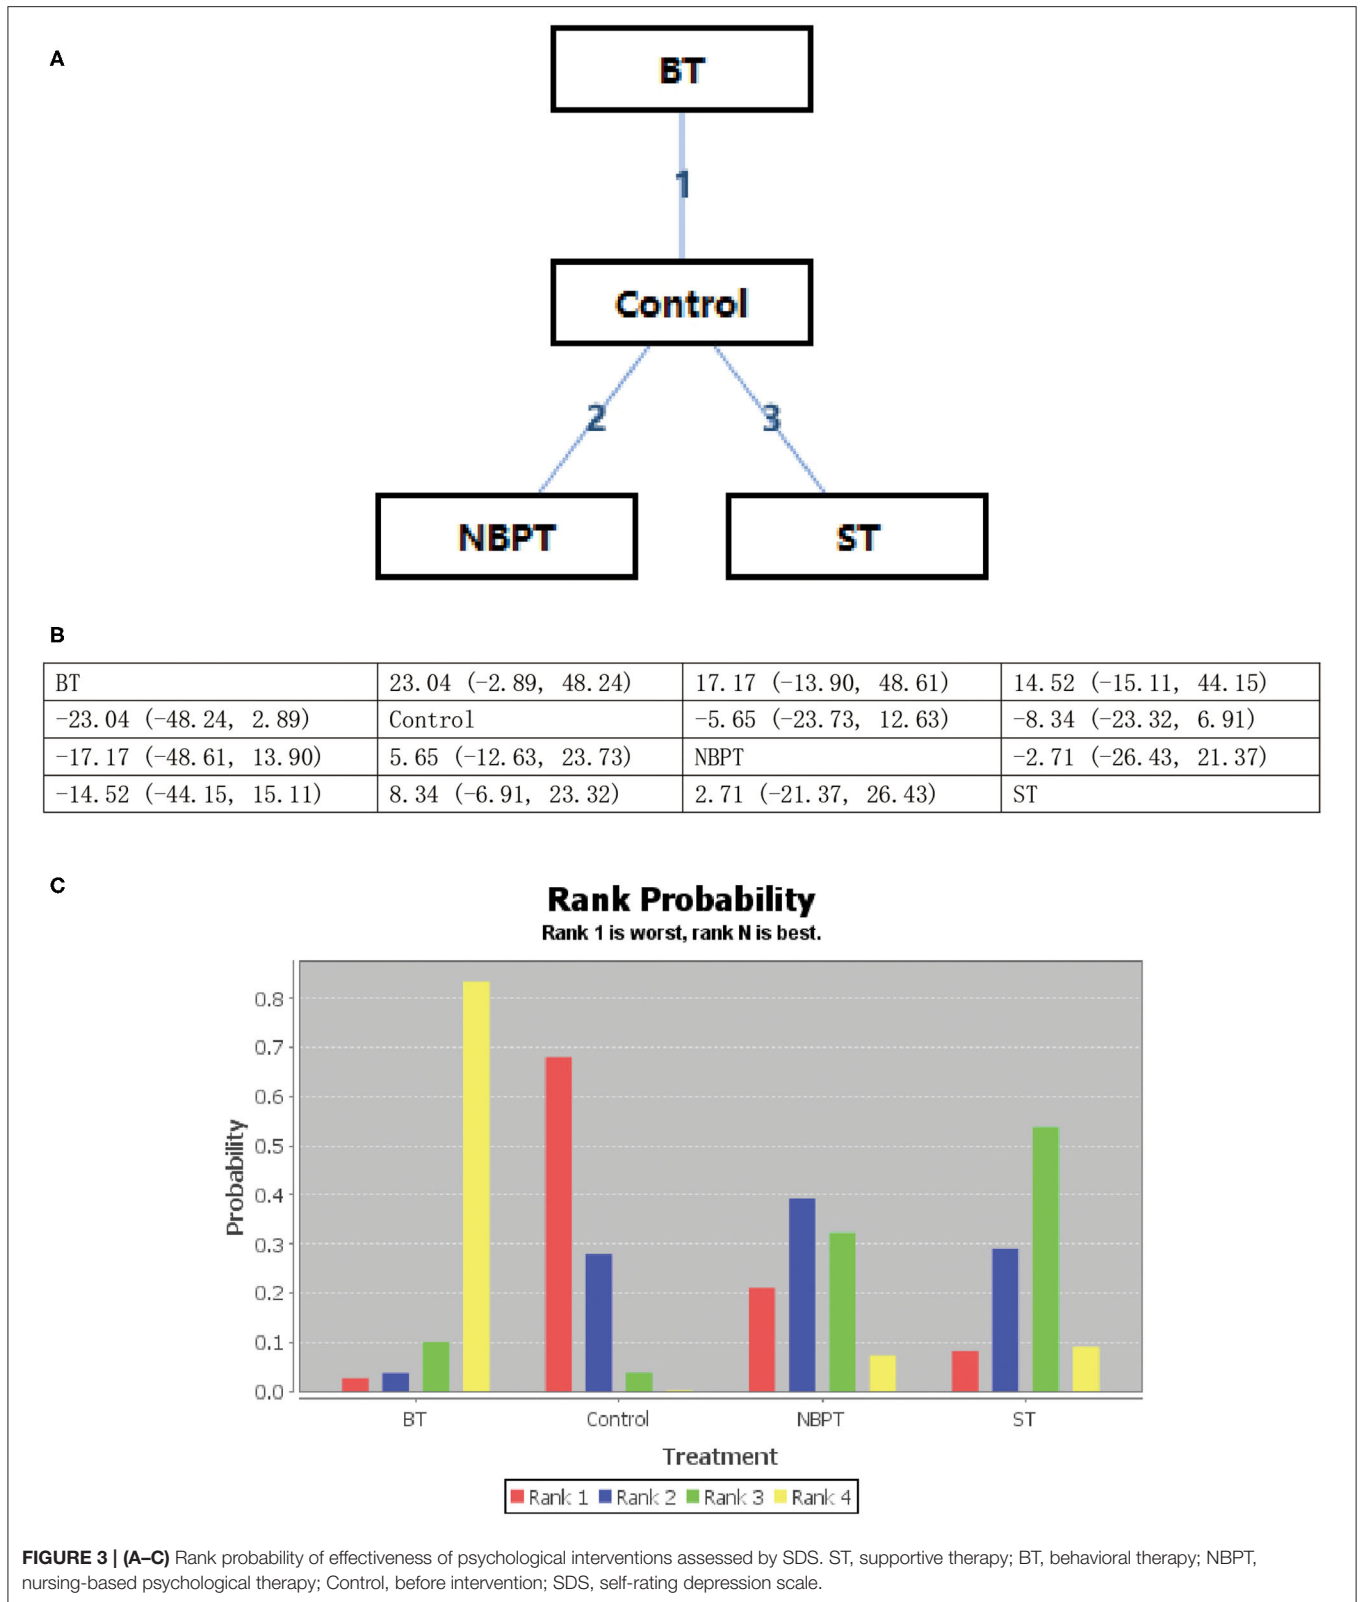 A
BT
1
Control
2
3
NBPT
ST
B
BT 23.04 (−2.89, 48.24) 17.17 (−13.90, 48.61) 14.52 (−15.11, 44.15)
−23.04 (−48.24, 2.89) Control −5.65 (−23.73, 12.63) −8.34 (−23.32, 6.91)
−17.17 (−48.61, 13.90) 5.65 (−12.63, 23.73) NBPT −2.71 (−26.43, 21.37)
−14.52 (−44.15, 15.11) 8.34 (−6.91, 23.32) 2.71 (−21.37, 26.43) ST
C
Rank Probability
Rank 1 is worst, rank N is best.
Probability
0.8
0.7
0.6
0.5
0.4
0.3
0.2
0.1
0.0
BT Control NBPT ST
Treatment
Rank 1 Rank 2 Rank 3 Rank 4
FIGURE 3 | (A–C) Rank probability of effectiveness of psychological interventions assessed by SDS. ST, supportive therapy; BT, behavioral therapy; NBPT,
nursing-based psychological therapy; Control, before intervention; SDS, self-rating depression scale.